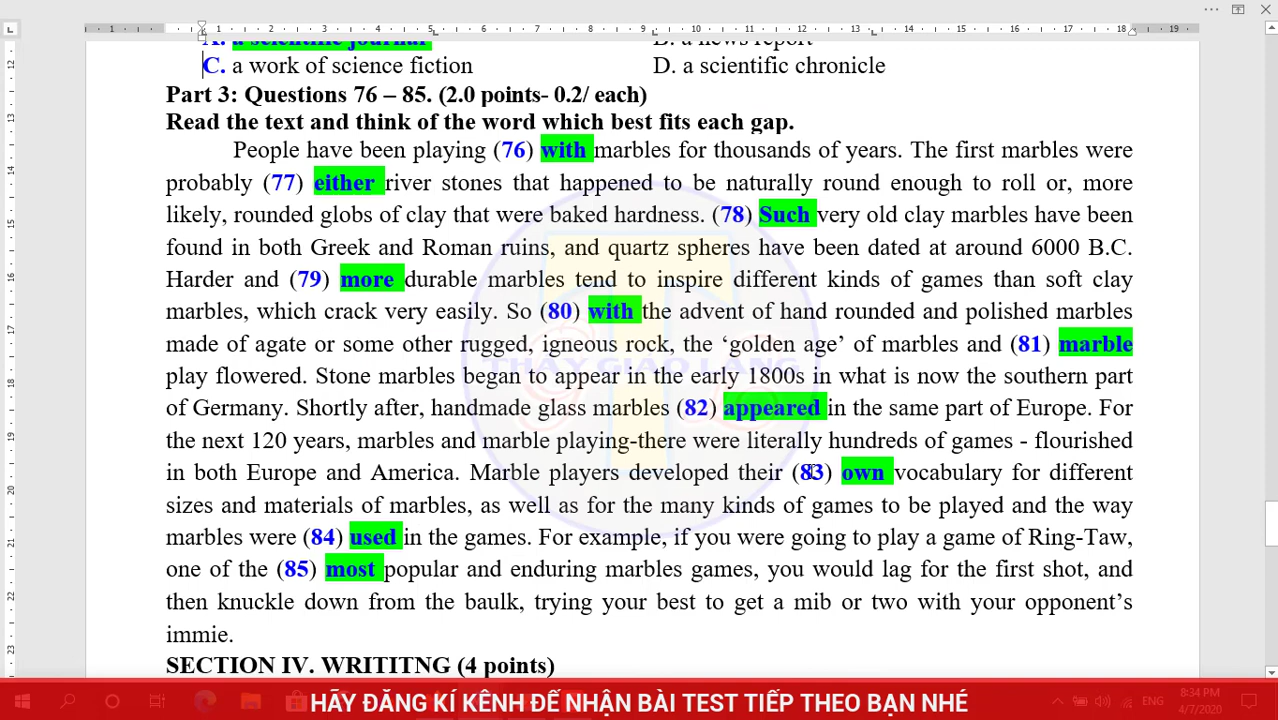 A. a scientific journal B. a news report
C. a work of science fiction D. a scientific chronicle
Part 3: Questions 76 – 85. (2.0 points- 0.2/ each)
Read the text and think of the word which best fits each gap.
People have been playing (76) with marbles for thousands of years. The first marbles were
probably (77) either river stones that happened to be naturally round enough to roll or, more
likely, rounded globs of clay that were baked hardness. (78) Such very old clay marbles have been
found in both Greek and Roman ruins, and quartz spheres have been dated at around 6000 B.C.
Harder and (79) more durable marbles tend to inspire different kinds of games than soft clay
marbles, which crack very easily. So (80) with the advent of hand rounded and polished marbles
made of agate or some other rugged, igneous rock, the ‘golden age’ of marbles and (81) marble
play flowered. Stone marbles began to appear in the early 1800s in what is now the southern part
of Germany. Shortly after, handmade glass marbles (82) appeared in the same part of Europe. For
the next 120 years, marbles and marble playing-there were literally hundreds of games - flourished
in both Europe and America. Marble players developed their (83) own vocabulary for different
sizes and materials of marbles, as well as for the many kinds of games to be played and the way
marbles were (84) used in the games. For example, if you were going to play a game of Ring-Taw,
one of the (85) most popular and enduring marbles games, you would lag for the first shot, and
then knuckle down from the baulk, trying your best to get a mib or two with your opponent’s
immie.
SECTION IV. WRITITNG (4 points)
THAY GIAO LANG
HÃY ĐĂNG KÍ KÊNH ĐỂ NHẬN BÀI TEST TIẾP THEO BẠN NHÉ
ENG
8:34 PM
4/7/2020